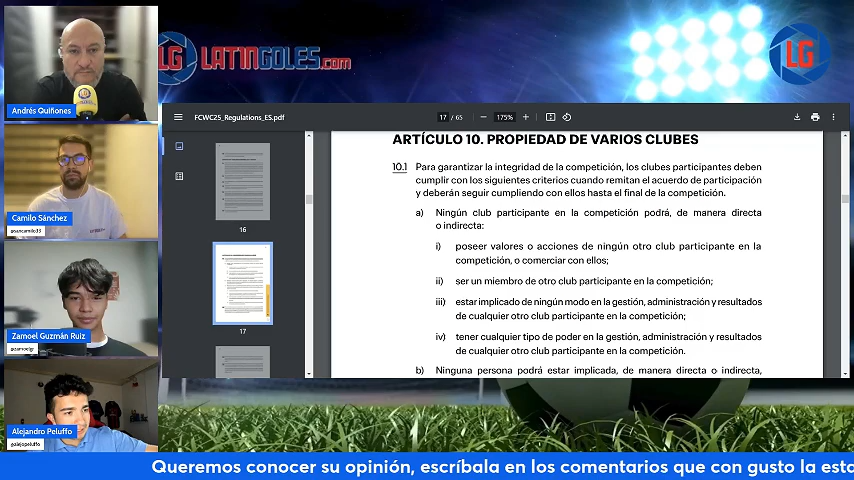 Andrés Quiñones
Camilo Sánchez
@sancamilo33
Zamoel Guzmán Ruiz
@zamoelgr
Alejandro Peluffo
@alejopeluffo
LG LATINGOLES.com
LG
FCWC25_Regulations_ES.pdf
17 / 65
175%
16
17
ARTÍCULO 10. PROPIEDAD DE VARIOS CLUBES
10.1 Para garantizar la integridad de la competición, los clubes participantes deben
cumplir con los siguientes criterios cuando remitan el acuerdo de participación
y deberán seguir cumpliendo con ellos hasta el final de la competición.
a) Ningún club participante en la competición podrá, de manera directa
o indirecta:
i) poseer valores o acciones de ningún otro club participante en la
competición, o comerciar con ellos;
ii) ser un miembro de otro club participante en la competición;
iii) estar implicado de ningún modo en la gestión, administración y resultados
de cualquier otro club participante en la competición;
iv) tener cualquier tipo de poder en la gestión, administración y resultados
de cualquier otro club participante en la competición.
b) Ninguna persona podrá estar implicada, de manera directa o indirecta,
Queremos conocer su opinión, escríbala en los comentarios que con gusto la esta